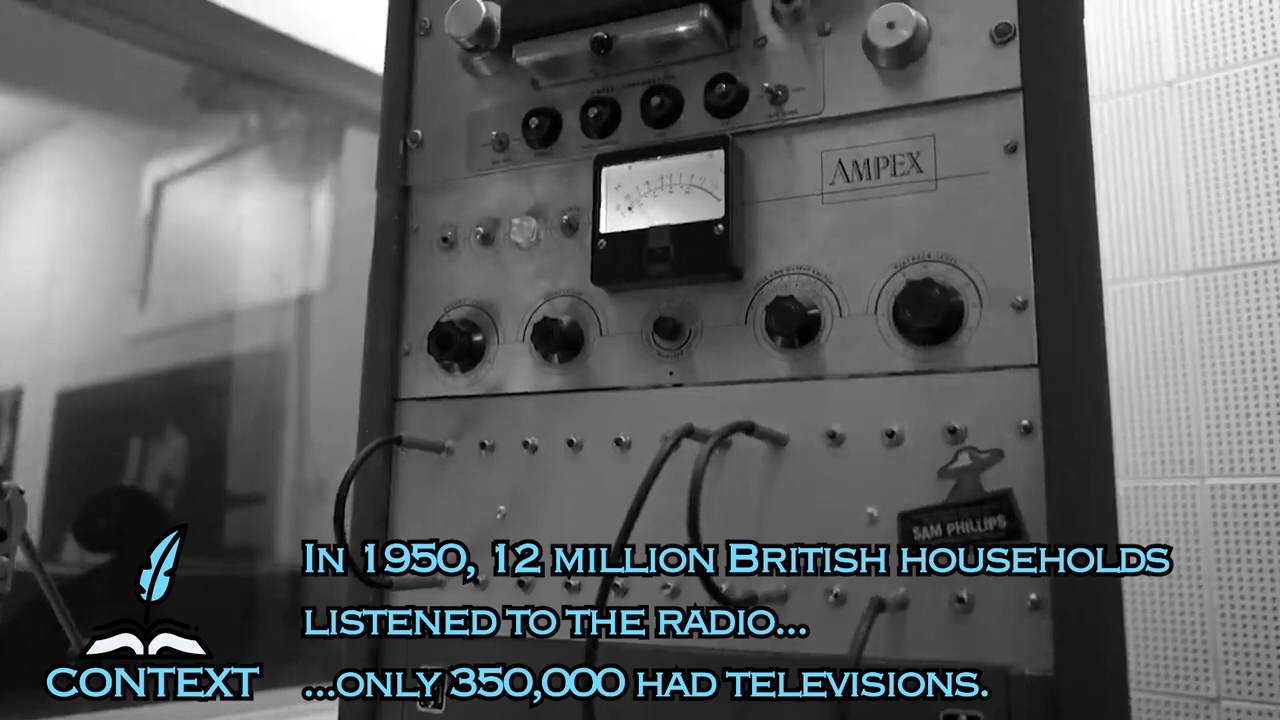 AMPEX
SAM PHILLIPS
IN 1950, 12 MILLION BRITISH HOUSEHOLDS
LISTENED TO THE RADIO...
...ONLY 350,000 HAD TELEVISIONS.
CONTEXT